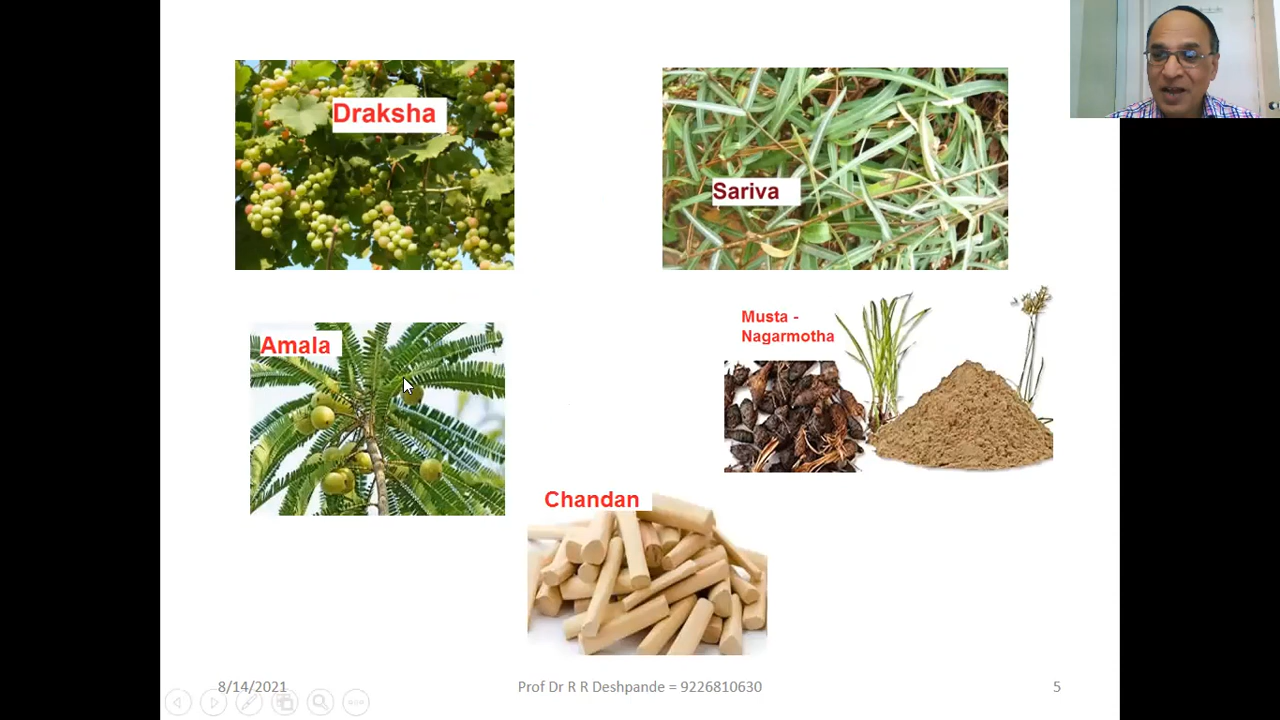 Draksha
Sariva
Amala
Musta -
Nagarmotha
Chandan
8/14/2021
Prof Dr R R Deshpande = 9226810630
5